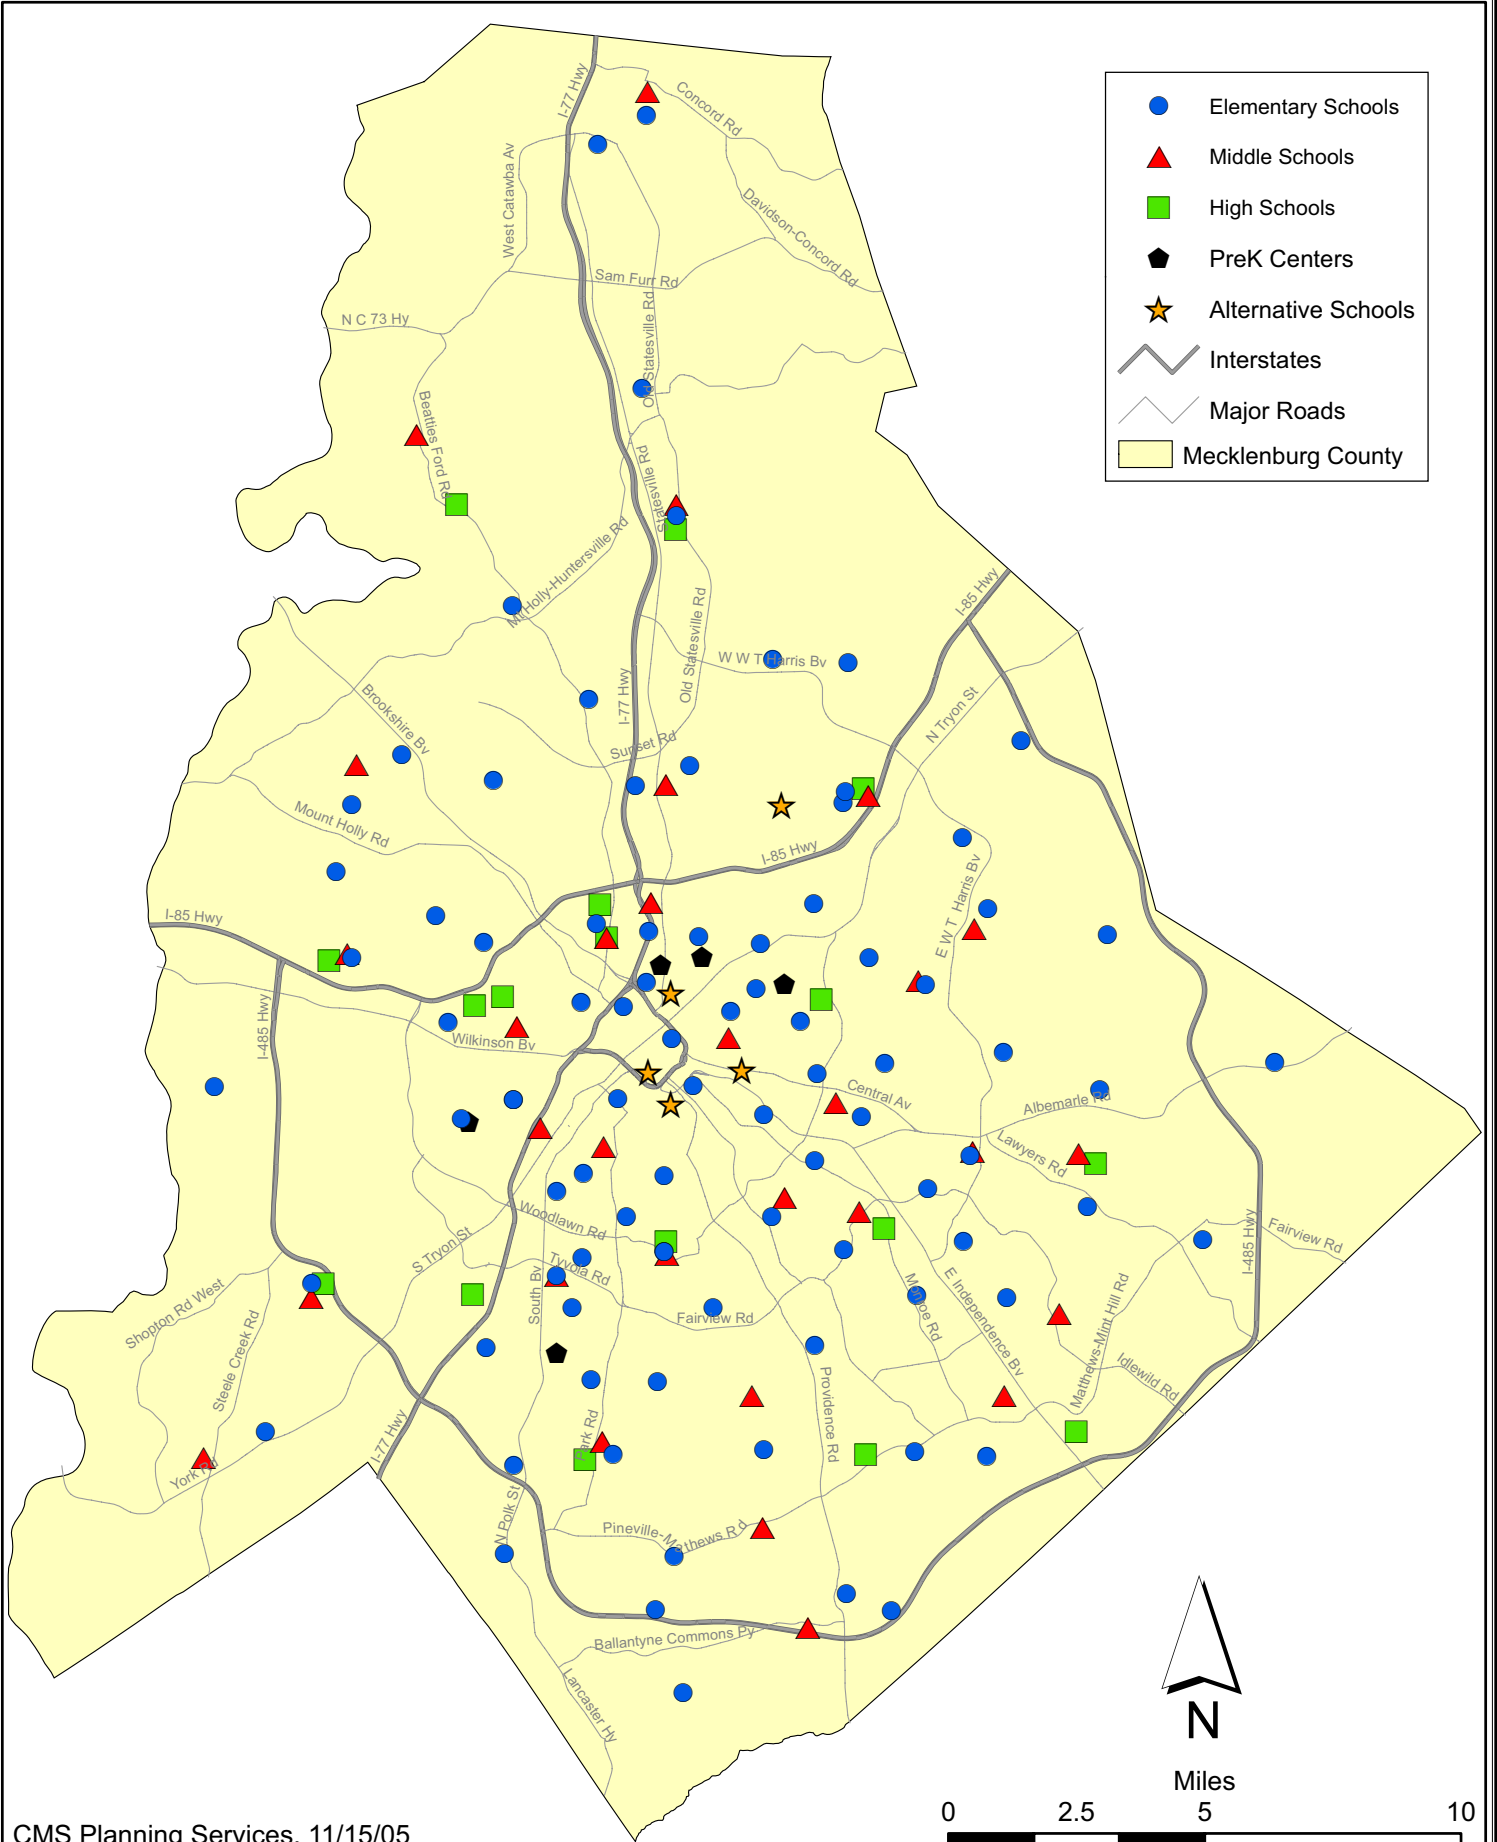 Elementary Schools
Middle Schools
High Schools
PreK Centers
Alternative Schools
Interstates
Major Roads
Mecklenburg County
I-77 Hwy
Concord Rd
West Catawba Av
Davidson-Concord Rd
Sam Furr Rd
N C 73 Hy
Old Statesville Rd
Beatties Ford Rd
Statesville Rd
Mt Holly-Huntersville Rd
I-85 Hwy
Old Statesville Rd
W W T Harris Bv
I-77 Hwy
Brookshire Bv
N Tryon St
Sunset Rd
Mount Holly Rd
I-85 Hwy
E W T Harris Bv
I-85 Hwy
I-485 Hwy
Wilkinson Bv
Central Av
Albemarle Rd
Lawyers Rd
Woodlawn Rd
S Tryon St
Tyvola Rd
Fairview Rd
I-485 Hwy
South Bv
Shopton Rd West
Steele Creek Rd
Fairview Rd
Monroe Rd
E Independence Bv
Matthews-Mint Hill Rd
Idlewild Rd
Providence Rd
Park Rd
I-77 Hwy
York Rd
N Polk St
Pineville-Mathews Rd
Ballantyne Commons Py
Lancaster Hy
N
Miles
0 2.5 5 10
CMS Planning Services, 11/15/05